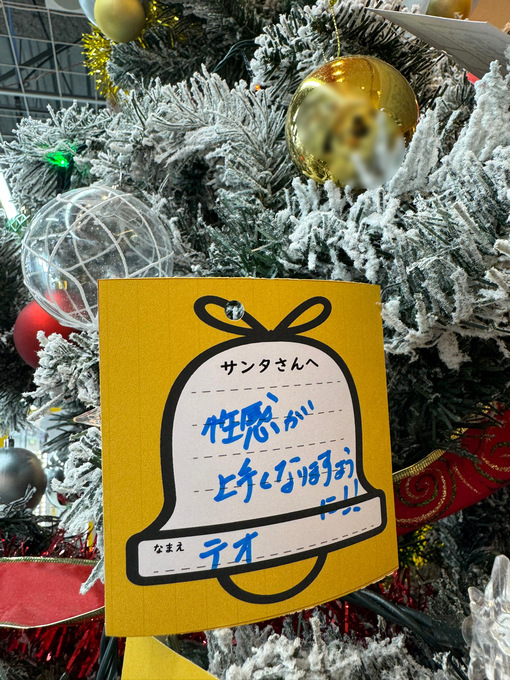 サンタさんへ
性感が
上手くなりますよう
に!!
なまえ
テオ